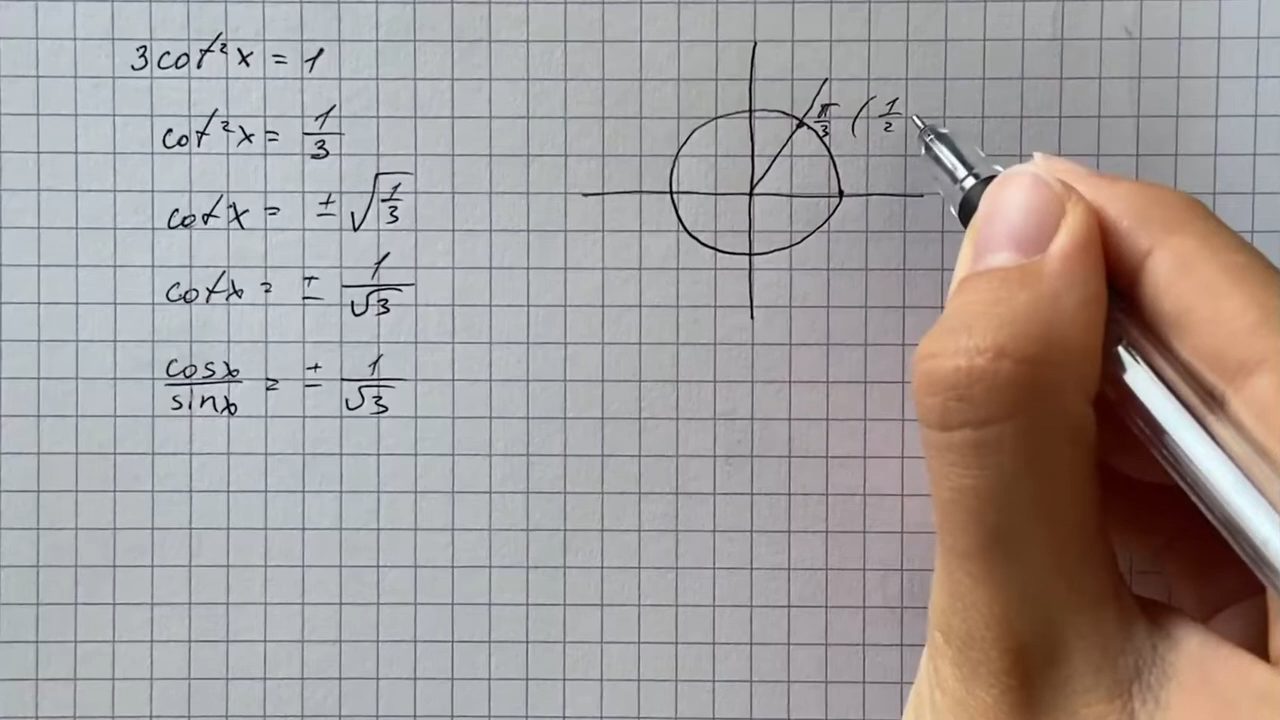 3cot²x = 1
cot²x = 1/3
cotx = ± √(1/3)
cotx = ± 1/√3
cosx/sinx = ± 1/√3
π/3 ( 1/2